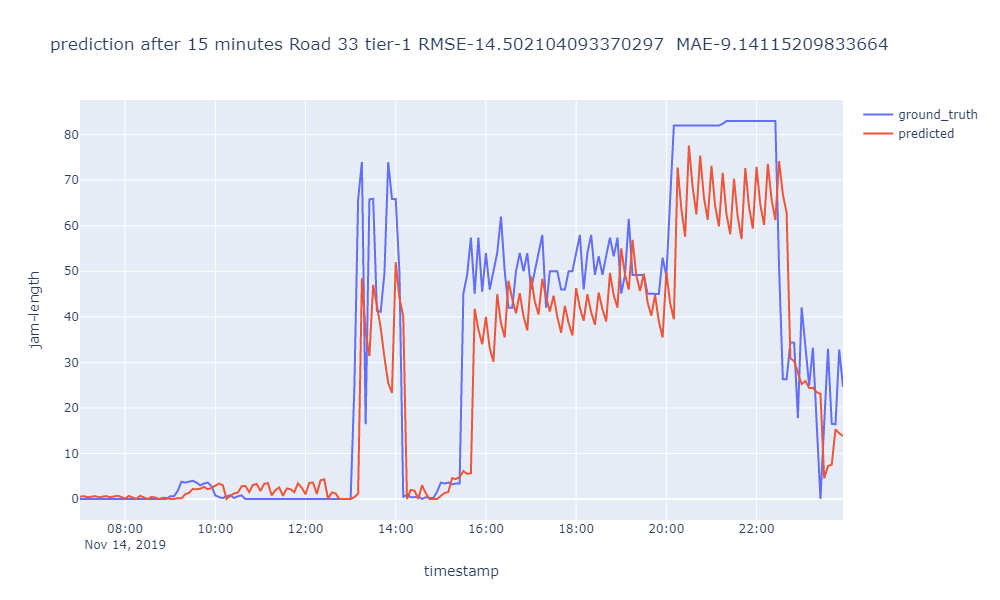 prediction after 15 minutes Road 33 tier-1 RMSE-14.502104093370297  MAE-9.14115209833664
ground_truth
predicted
jam-length
80
70
60
50
40
30
20
10
0
08:00 10:00 12:00 14:00 16:00 18:00 20:00 22:00
Nov 14, 2019
timestamp